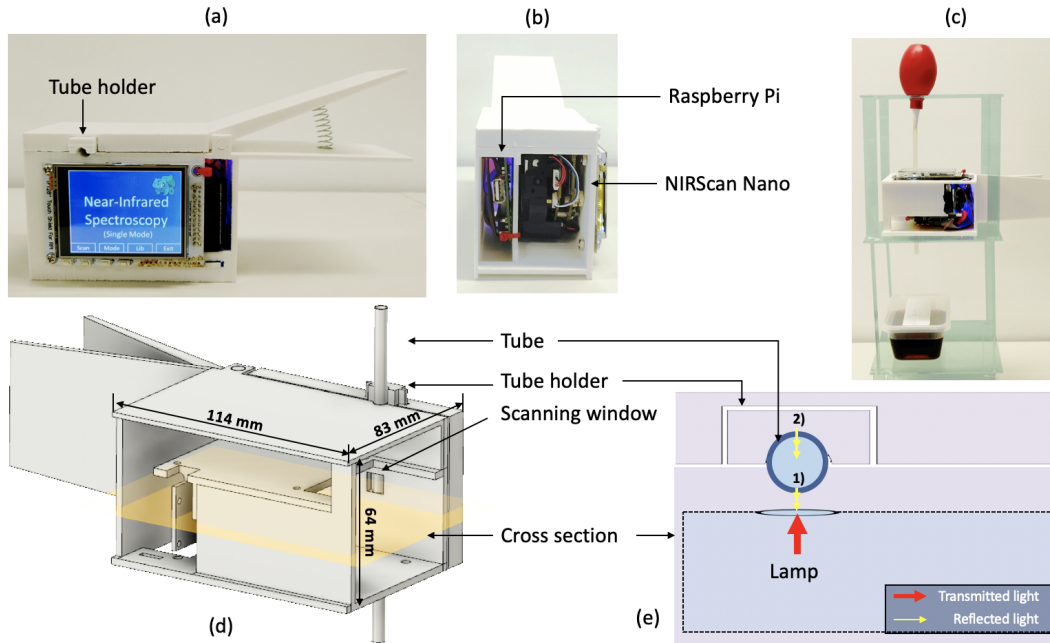 (a)
(b)
(c)
Tube holder
Near-Infrared
Spectroscopy
(Single Mode)
Scan Mode Lib Exit
Raspberry Pi
NIRScan Nano
Tube
Tube holder
Scanning window
114 mm
83 mm
64 mm
Cross section
(d)
2)
1)
Lamp
(e)
Transmitted light
Reflected light